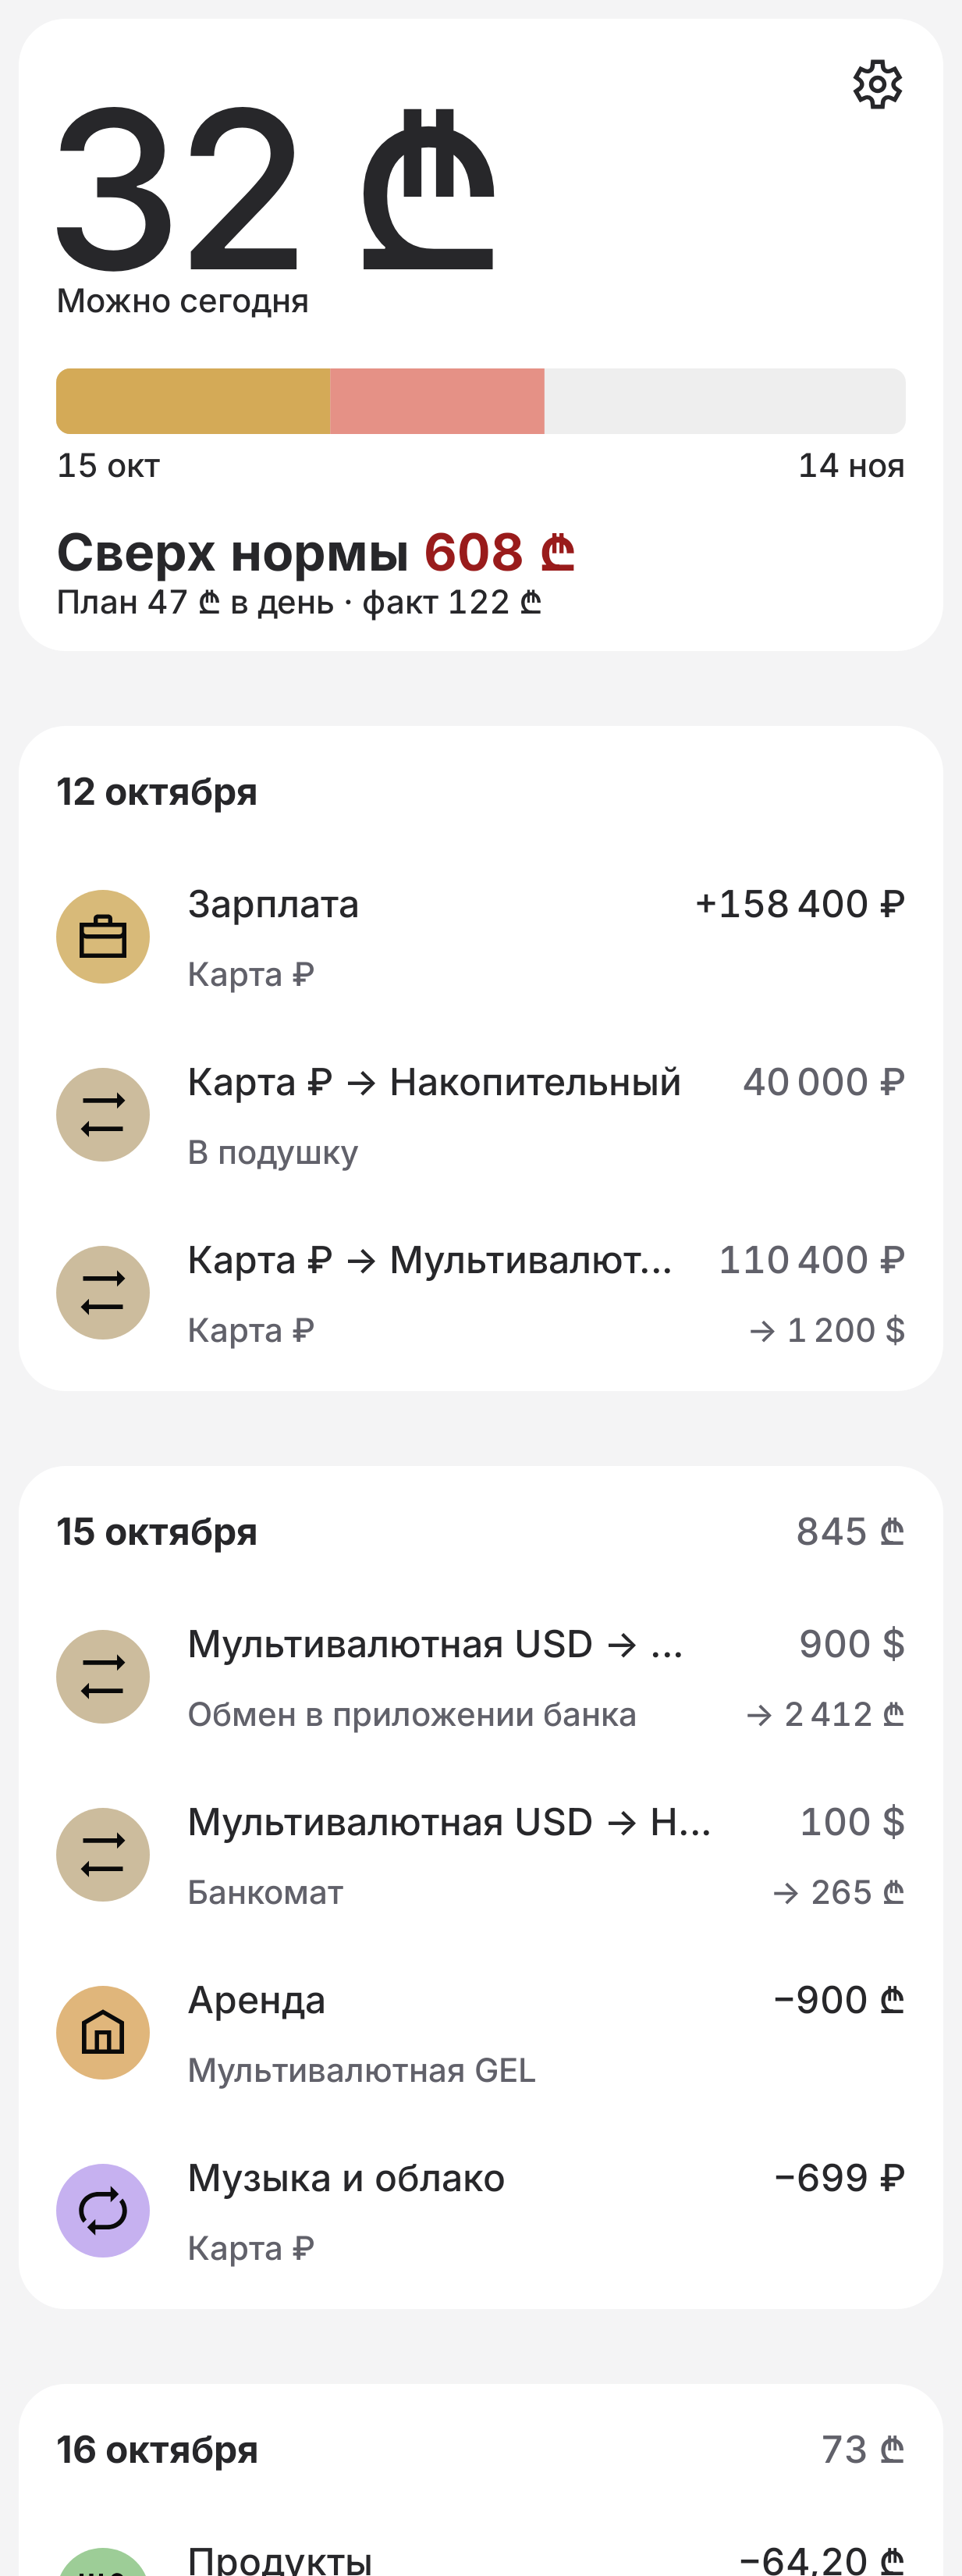 32 ₾
Можно сегодня
15 окт 14 ноя
Сверх нормы 608 ₾
План 47 ₾ в день · факт 122 ₾
12 октября
Зарплата +158 400 ₽
Карта ₽
Карта ₽ → Накопительный 40 000 ₽
В подушку
Карта ₽ → Мультивалют... 110 400 ₽
Карта ₽ → 1 200 $
15 октября 845 ₾
Мультивалютная USD → ... 900 $
Обмен в приложении банка → 2 412 ₾
Мультивалютная USD → Н... 100 $
Банкомат → 265 ₾
Аренда −900 ₾
Мультивалютная GEL
Музыка и облако −699 ₽
Карта ₽
16 октября 73 ₾
Продукты −64,20 ₾